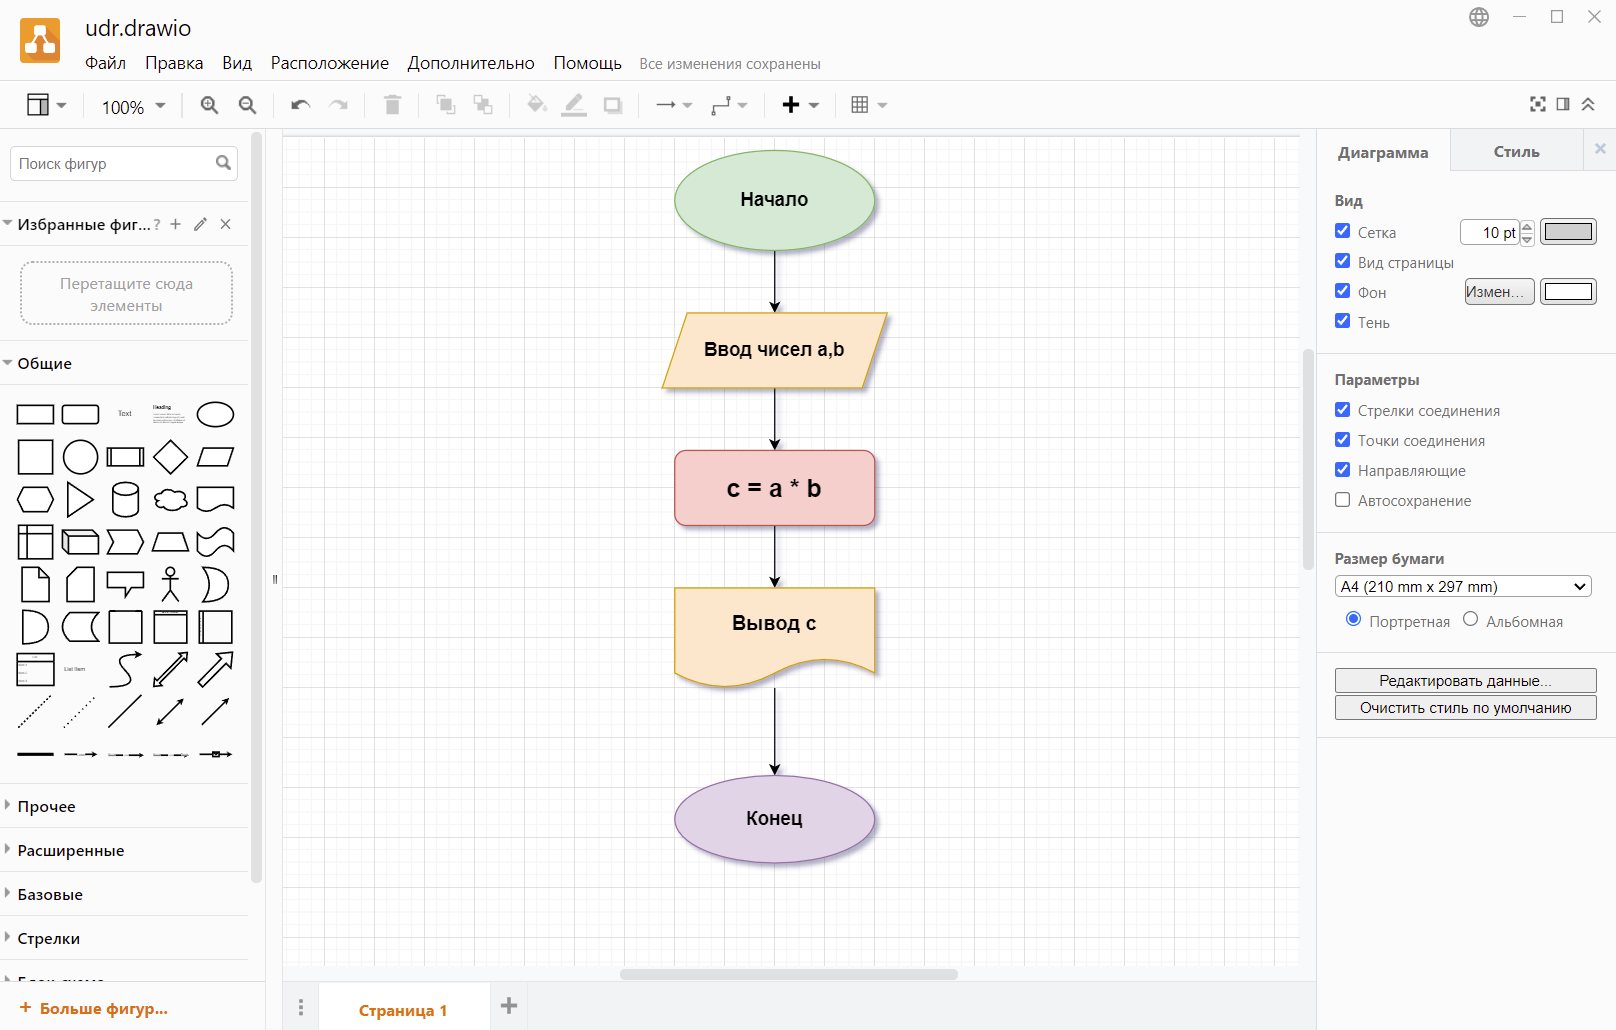 udr.drawio
Файл Правка Вид Расположение Дополнительно Помощь Все изменения сохранены
100%
Поиск фигур
Избранные фиг... ?
Перетащите сюда
элементы
Общие
Text
Heading
List Item
Прочее
Расширенные
Базовые
Стрелки
+ Больше фигур...
Начало
Ввод чисел a,b
c = a * b
Вывод c
Конец
Страница 1
Диаграмма Стиль
Вид
Сетка 10 pt
Вид страницы
Фон Измен...
Тень
Параметры
Стрелки соединения
Точки соединения
Направляющие
Автосохранение
Размер бумаги
A4 (210 mm x 297 mm)
Портретная Альбомная
Редактировать данные...
Очистить стиль по умолчанию